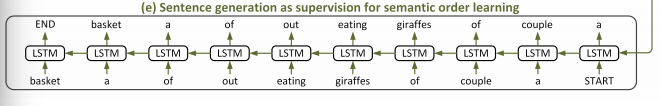 (e) Sentence generation as supervision for semantic order learning
END basket a of out eating giraffes of couple a
LSTM LSTM LSTM LSTM LSTM LSTM LSTM LSTM LSTM LSTM
basket a of out eating giraffes of couple a START